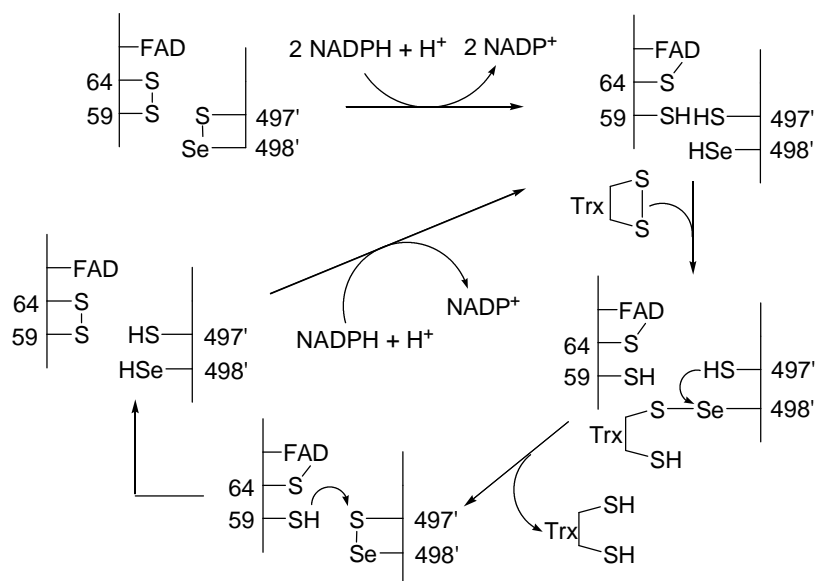 FAD 2 NADPH + H+ 2 NADP+ FAD
64 S 64 S
59 S S 497' 59 SH HS 497'
Se 498' HSe 498'
S
Trx
S
FAD
64 S NADP+
59 S HS 497' NADPH + H+ FAD
HSe 498' 64 S
59 SH HS 497'
S Se 498'
Trx
FAD SH
64 S
59 SH S 497' SH
Se 498' Trx
SH